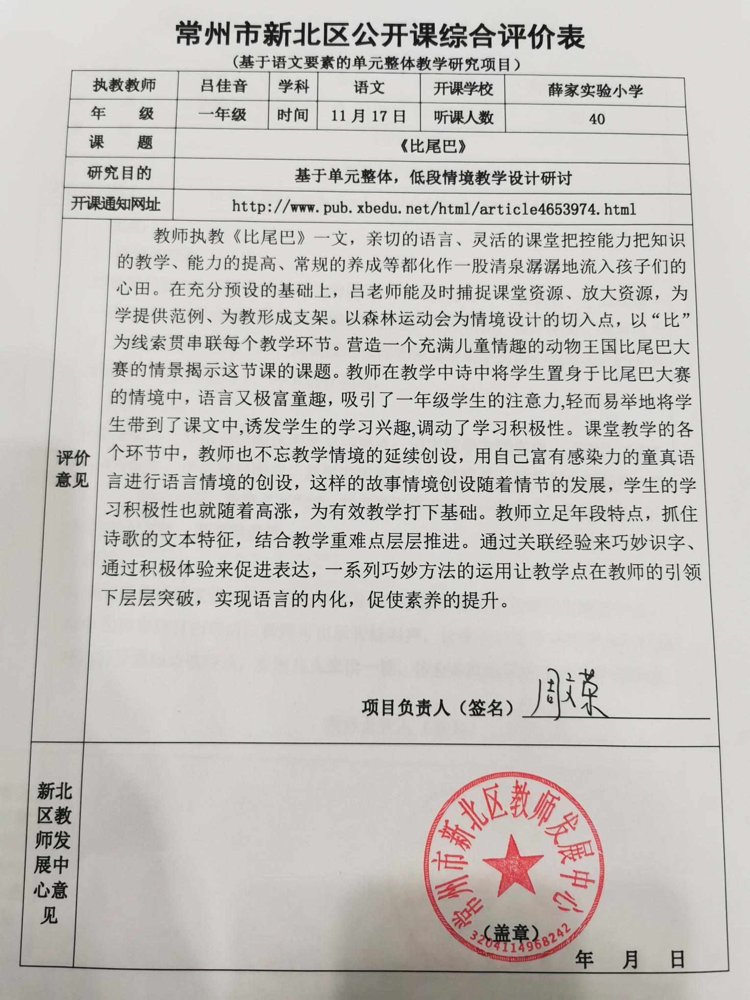 常州市新北区公开课综合评价表
(基于语文要素的单元整体教学研究项目）
执教教师 吕佳音 学科 语文 开课学校 薛家实验小学
年 级 一年级 时间 11 月 17 日 听课人数 40
课 题 《比尾巴》
研究目的 基于单元整体，低段情境教学设计研讨
开课通知网址 http://www.pub.xbedu.net/html/article4653974.html
评价
意见
教师执教《比尾巴》一文，亲切的语言、灵活的课堂把控能力把知识
的教学、能力的提高、常规的养成等都化作一股清泉潺潺地流入孩子们的
心田。在充分预设的基础上，吕老师能及时捕捉课堂资源、放大资源，为
学提供范例、为教形成支架。以森林运动会为情境设计的切入点，以“比”
为线索贯串联每个教学环节。营造一个充满儿童情趣的动物王国比尾巴大
赛的情景揭示这节课的课题。教师在教学中诗中将学生置身于比尾巴大赛
的情境中，语言又极富童趣，吸引了一年级学生的注意力,轻而易举地将学
生带到了课文中,诱发学生的学习兴趣,调动了学习积极性。课堂教学的各
个环节中，教师也不忘教学情境的延续创设，用自己富有感染力的童真语
言进行语言情境的创设，这样的故事情境创设随着情节的发展，学生的学
习积极性也就随着高涨，为有效教学打下基础。教师立足年段特点，抓住
诗歌的文本特征，结合教学重难点层层推进。通过关联经验来巧妙识字、
通过积极体验来促进表达，一系列巧妙方法的运用让教学点在教师的引领
下层层突破，实现语言的内化，促使素养的提升。
项目负责人（签名）周文荣
新北
区教
师发
展中
心意
见
常州市新北区教师发展中心
（盖章）
3204114968242
年 月 日